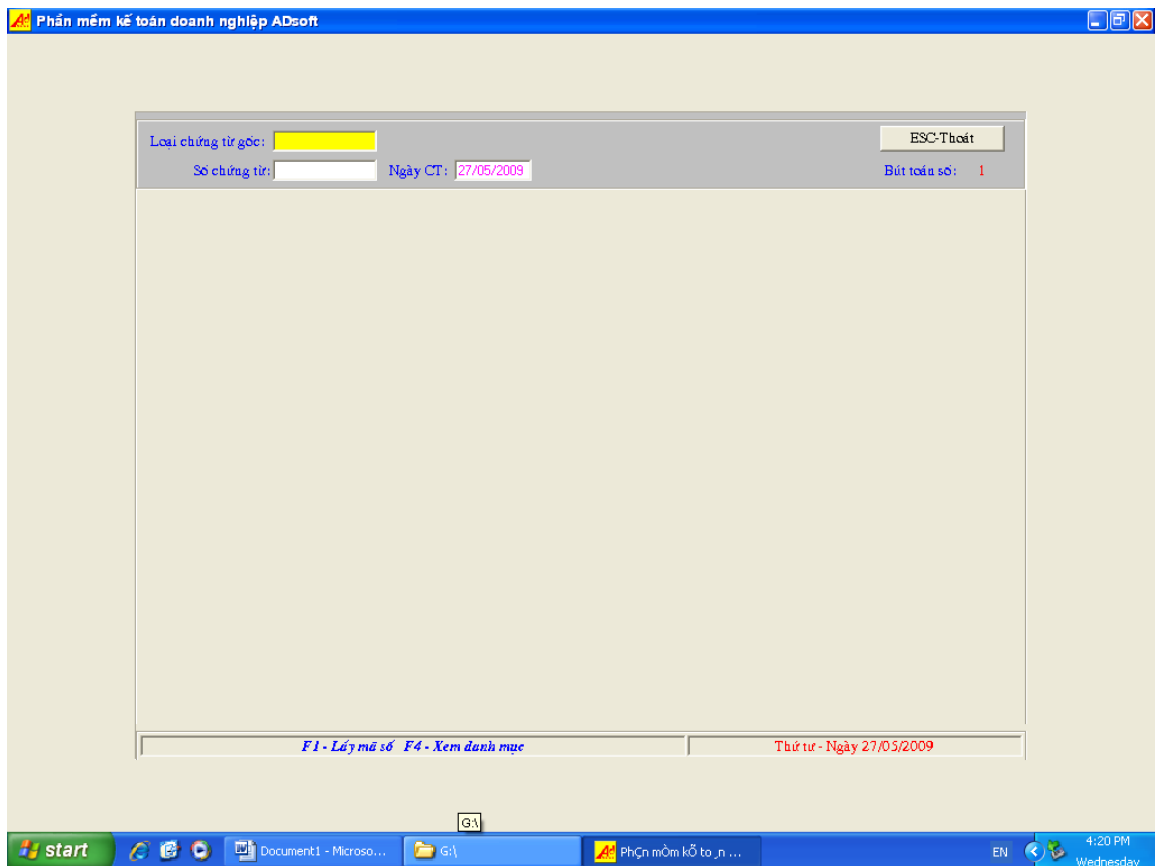 Phần mềm kế toán doanh nghiệp ADsoft
Loại chứng từ gốc:
ESC-Thoát
Số chứng từ:
Ngày CT: 27/05/2009
Bút toán số: 1
F1 - Lấy mã số F4 - Xem danh mục
Thứ tư - Ngày 27/05/2009
G:\
start
Document1 - Microso...
G:\
PhÇn mÒm kÕ to¸n ...
EN
4:20 PM
Wednesday